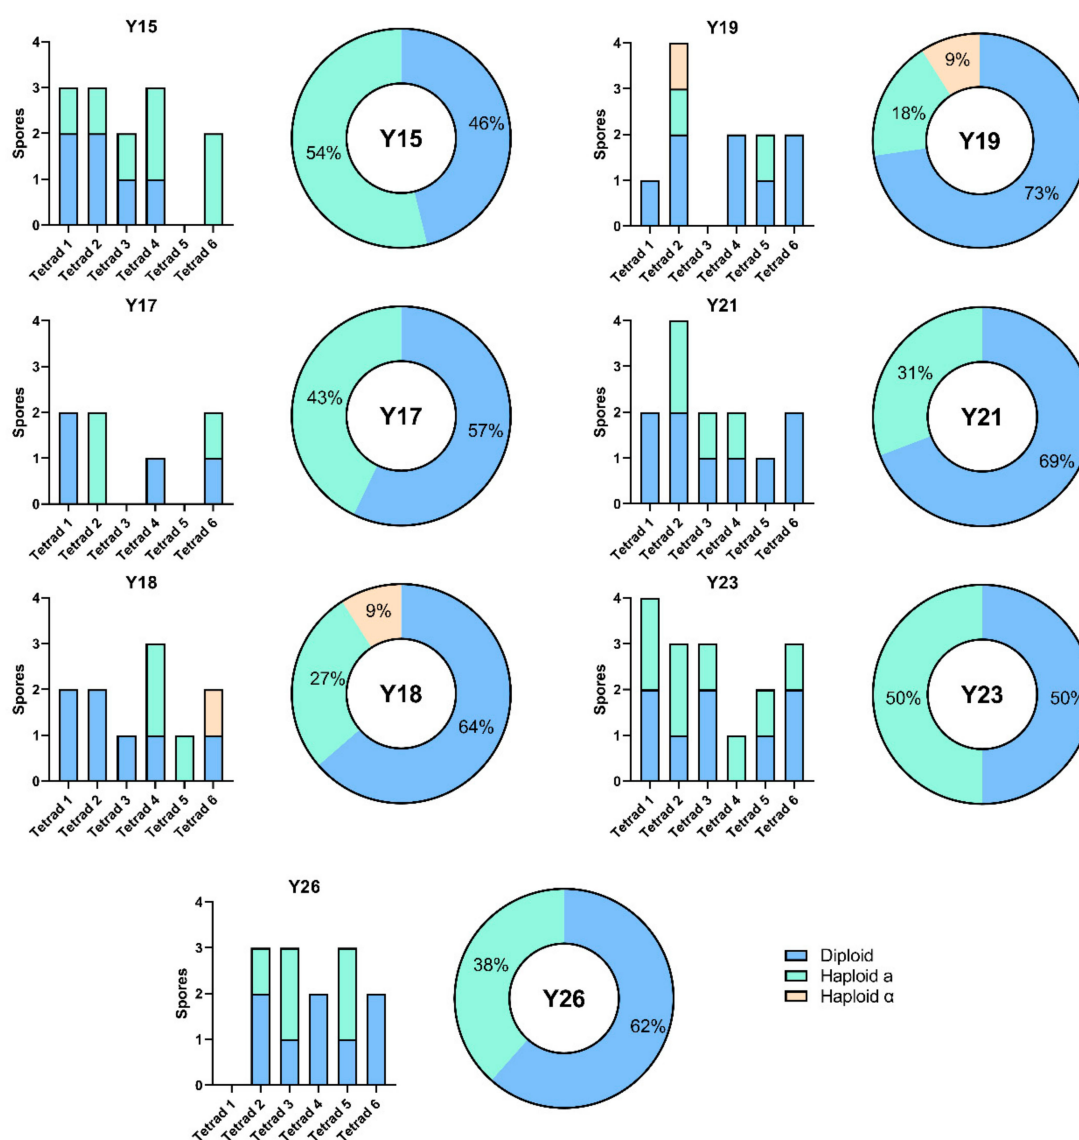 Y15
Spores
4
3
2
1
0
Tetrad 1
Tetrad 2
Tetrad 3
Tetrad 4
Tetrad 5
Tetrad 6
54%
Y15
46%
Y19
Spores
4
3
2
1
0
Tetrad 1
Tetrad 2
Tetrad 3
Tetrad 4
Tetrad 5
Tetrad 6
9%
18%
Y19
73%
Y17
Spores
4
3
2
1
0
Tetrad 1
Tetrad 2
Tetrad 3
Tetrad 4
Tetrad 5
Tetrad 6
43%
Y17
57%
Y21
Spores
4
3
2
1
0
Tetrad 1
Tetrad 2
Tetrad 3
Tetrad 4
Tetrad 5
Tetrad 6
31%
Y21
69%
Y18
Spores
4
3
2
1
0
Tetrad 1
Tetrad 2
Tetrad 3
Tetrad 4
Tetrad 5
Tetrad 6
9%
27%
Y18
64%
Y23
Spores
4
3
2
1
0
Tetrad 1
Tetrad 2
Tetrad 3
Tetrad 4
Tetrad 5
Tetrad 6
50%
Y23
50%
Y26
Spores
4
3
2
1
0
Tetrad 1
Tetrad 2
Tetrad 3
Tetrad 4
Tetrad 5
Tetrad 6
38%
Y26
62%
Diploid
Haploid a
Haploid α